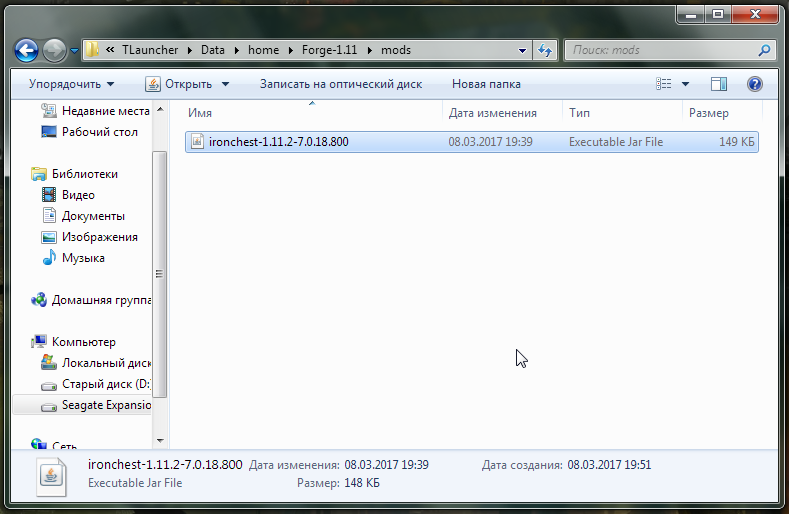 « TLauncher Data home Forge-1.11 mods Поиск: mods
Упорядочить Открыть Записать на оптический диск Новая папка
Имя Дата изменения Тип Размер
ironchest-1.11.2-7.0.18.800 08.03.2017 19:39 Executable Jar File 149 КБ
Недавние места
Рабочий стол
Библиотеки
Видео
Документы
Изображения
Музыка
Домашняя группа
Компьютер
Локальный диск
Старый диск (D:
Seagate Expansio
Сеть
ironchest-1.11.2-7.0.18.800 Дата изменения: 08.03.2017 19:39 Дата создания: 08.03.2017 19:51
Executable Jar File Размер: 148 КБ